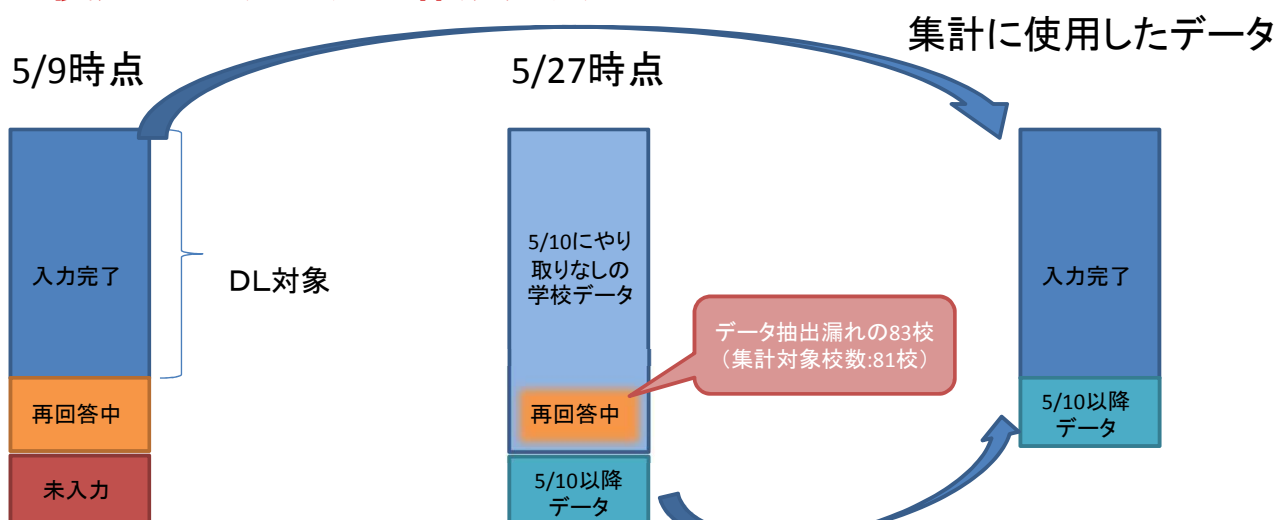 集計に使用したデータ
5/9時点
5/27時点
入力完了
DL対象
再回答中
未入力
5/10にやり
取りなしの
学校データ
データ抽出漏れの83校
（集計対象校数:81校）
再回答中
5/10以降
データ
入力完了
5/10以降
データ